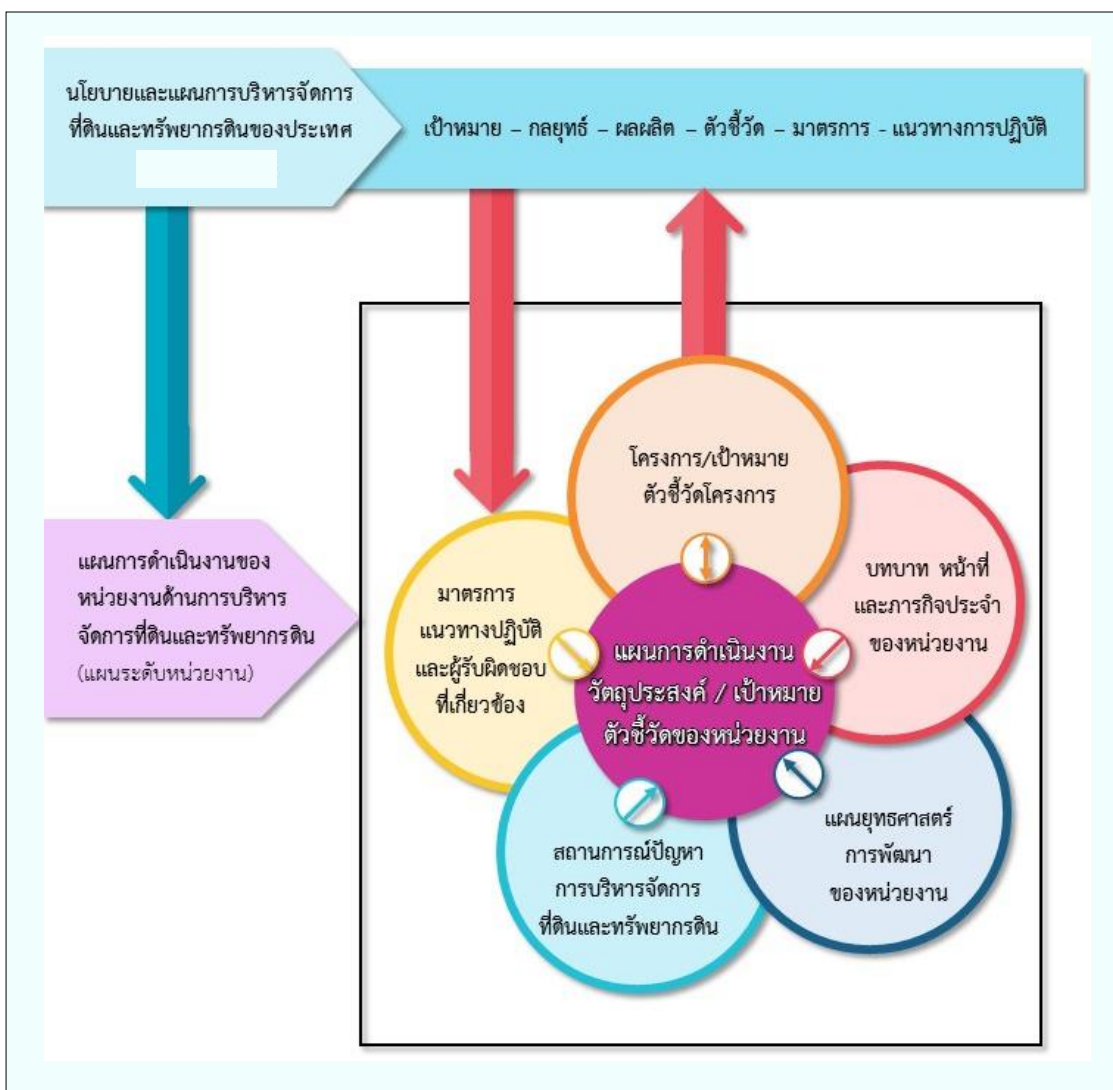 นโยบายและแผนการบริหารจัดการ
ที่ดินและทรัพยากรดินของประเทศ
เป้าหมาย – กลยุทธ์ – ผลผลิต – ตัวชี้วัด – มาตรการ - แนวทางการปฏิบัติ
แผนการดำเนินงานของ
หน่วยงานด้านการบริหาร
จัดการที่ดินและทรัพยากรดิน
(แผนระดับหน่วยงาน)
โครงการ/เป้าหมาย
ตัวชี้วัดโครงการ
มาตรการ
แนวทางปฏิบัติ
และผู้รับผิดชอบ
ที่เกี่ยวข้อง
แผนการดำเนินงาน
วัตถุประสงค์ / เป้าหมาย
ตัวชี้วัดของหน่วยงาน
บทบาท หน้าที่
และภารกิจประจำ
ของหน่วยงาน
สถานการณ์ปัญหา
การบริหารจัดการ
ที่ดินและทรัพยากรดิน
แผนยุทธศาสตร์
การพัฒนา
ของหน่วยงาน